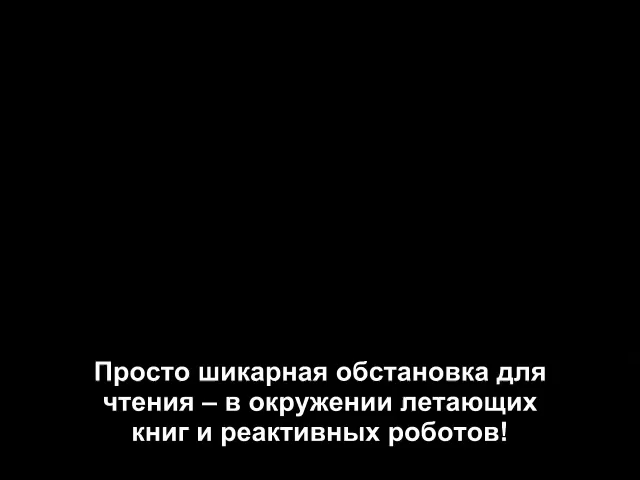 Просто шикарная обстановка для
чтения – в окружении летающих
книг и реактивных роботов!